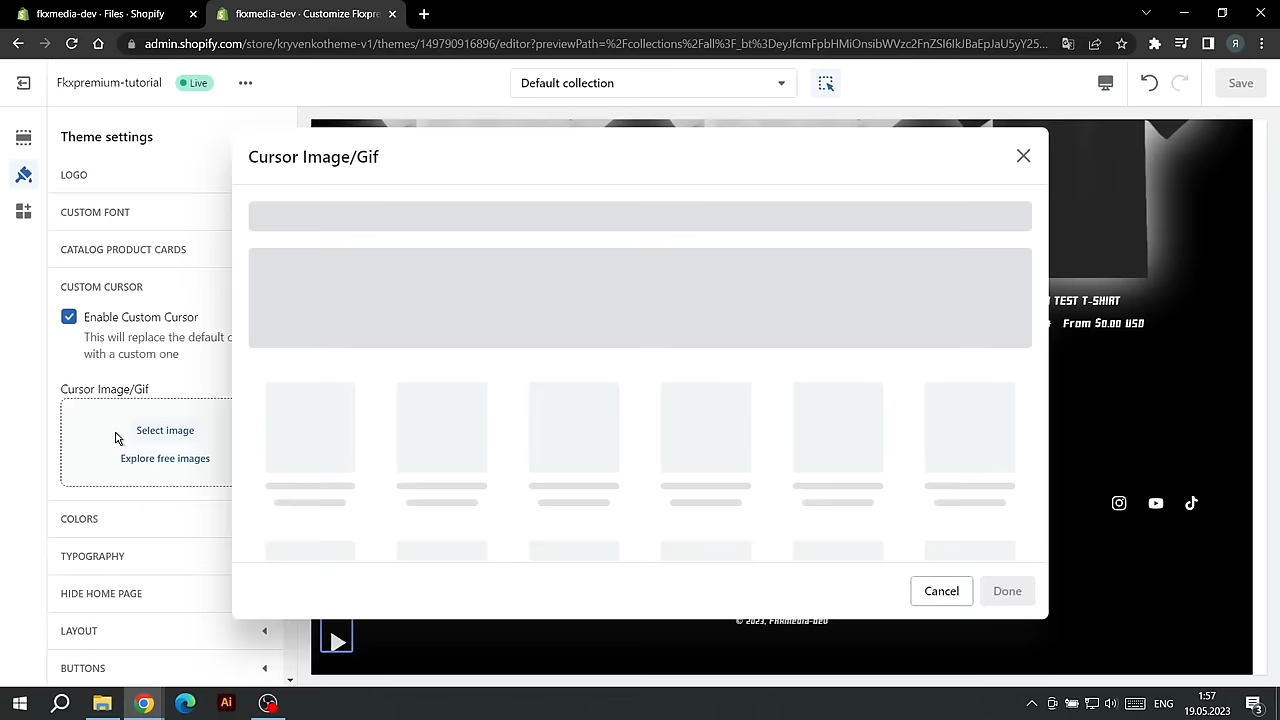 flxmedia-dev · Files · Shopify
flxmedia-dev · Customize Flxpre
admin.shopify.com/store/kryvenkotheme-v1/themes/149790916896/editor?previewPath=%2Fcollections%2Fall%3F_bt%3DeyJfcmFpbHMiOnsibWVzc2FnZSI6IkJBaEpJaU5yY25...
Fkxpremium-tutorial
Live
Default collection
Save
Theme settings
LOGO
CUSTOM FONT
CATALOG PRODUCT CARDS
CUSTOM CURSOR
Enable Custom Cursor
This will replace the default c
with a custom one
Cursor Image/Gif
Select image
Explore free images
COLORS
TYPOGRAPHY
HIDE HOME PAGE
LAYOUT
BUTTONS
Cursor Image/Gif
Cancel
Done
TEST T-SHIRT
From $0.00 USD
Ai
ENG
1:57
19.05.2023
3